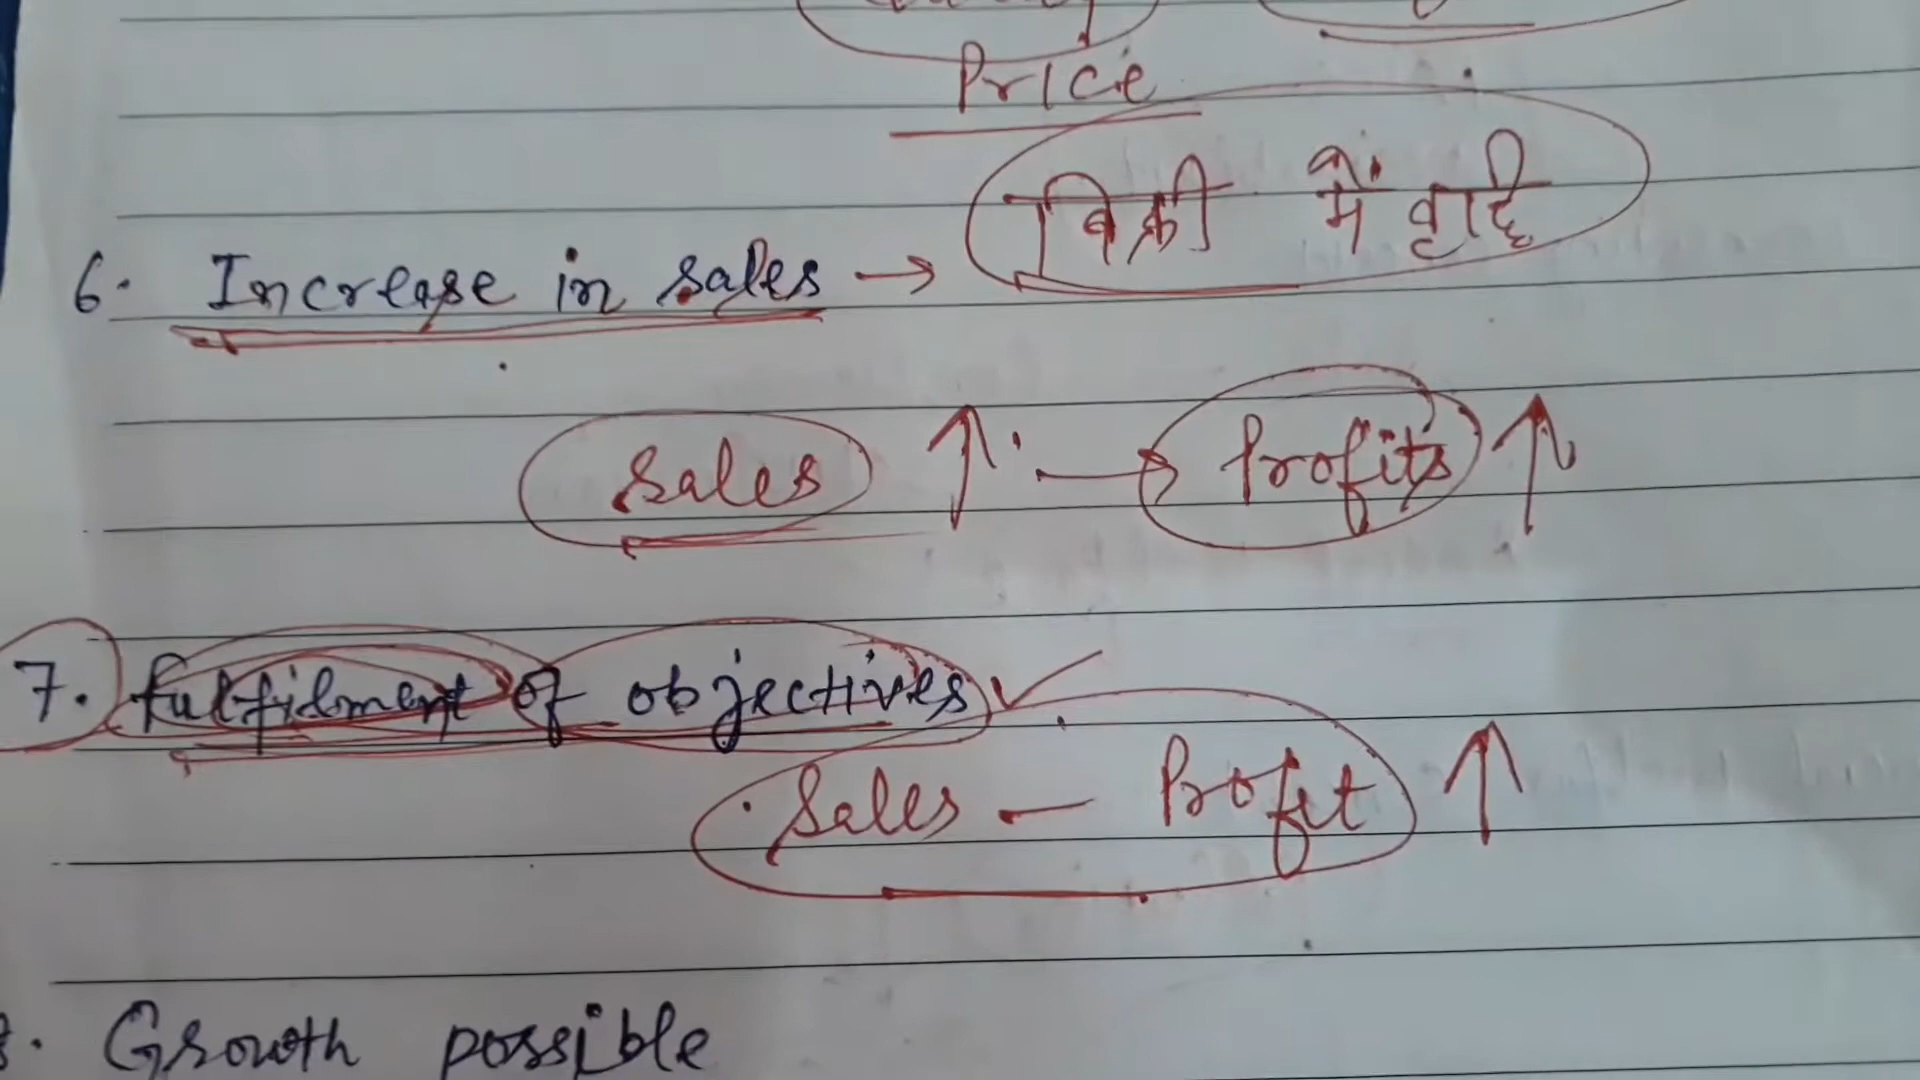 Price
6. Increase in sales → बिक्री में वृद्धि
Sales ↑ → Profits ↑
7. fulfilment of objectives ✓
Sales — Profit ↑
8. Growth possible